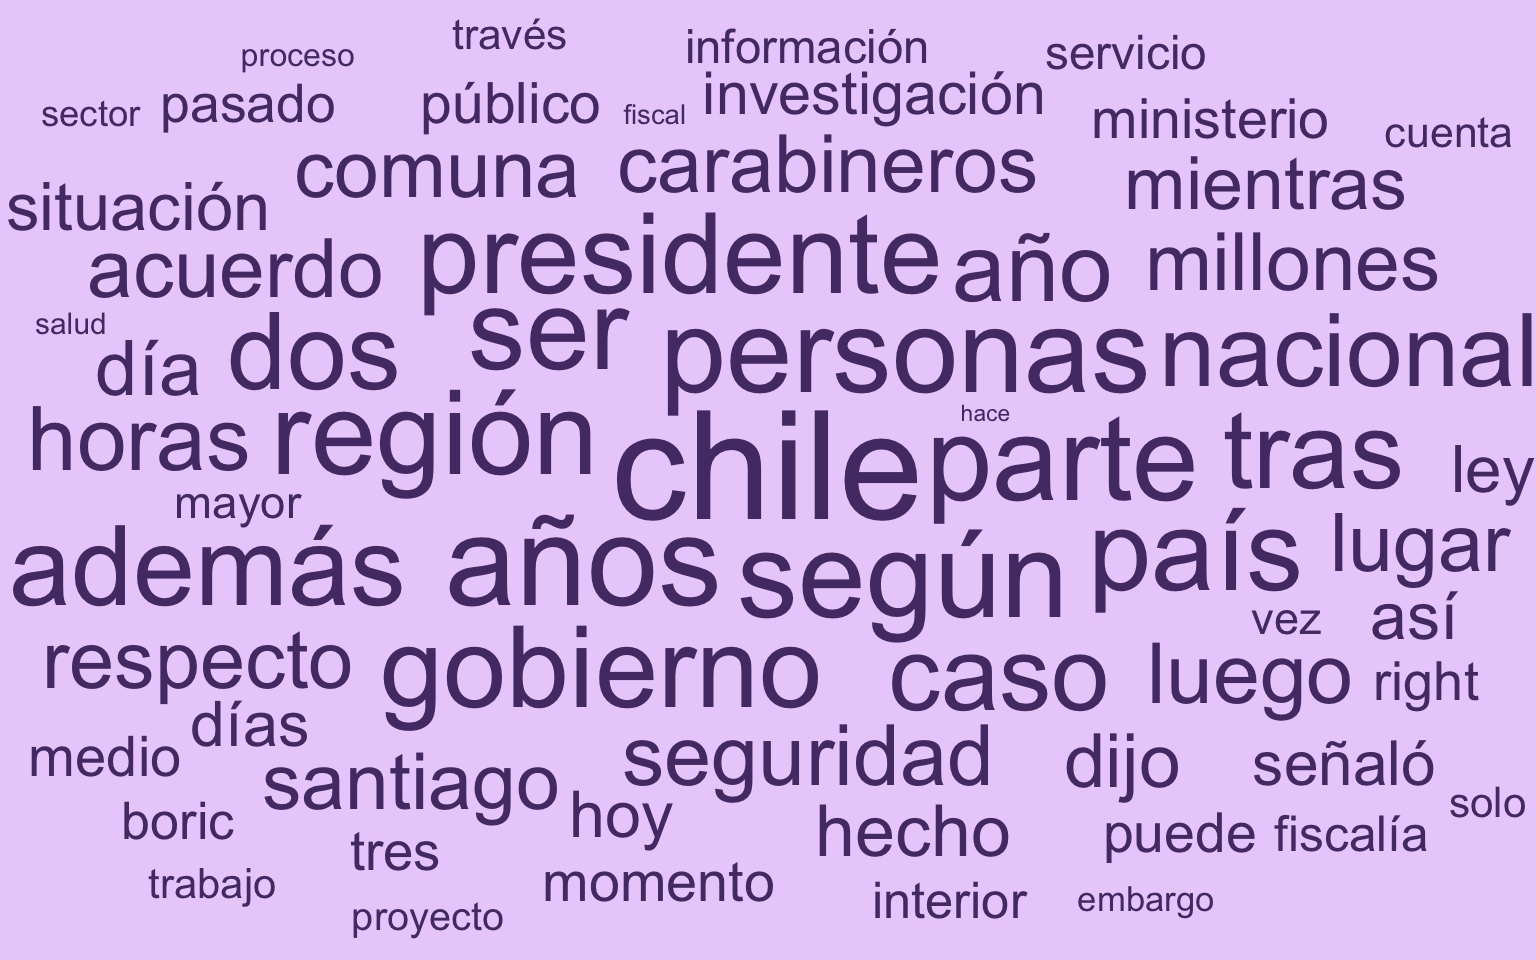 través información servicio
proceso
pasado público fiscal investigación ministerio cuenta
sector
comuna carabineros mientras
situación
acuerdo presidente año millones
salud día dos ser personas nacional
horas región chile hace parte tras ley
mayor
además años según país lugar
vez así
respecto gobierno caso luego right
días
medio santiago seguridad dijo señaló
boric hoy hecho puede fiscalía solo
tres
trabajo momento interior embargo
proyecto